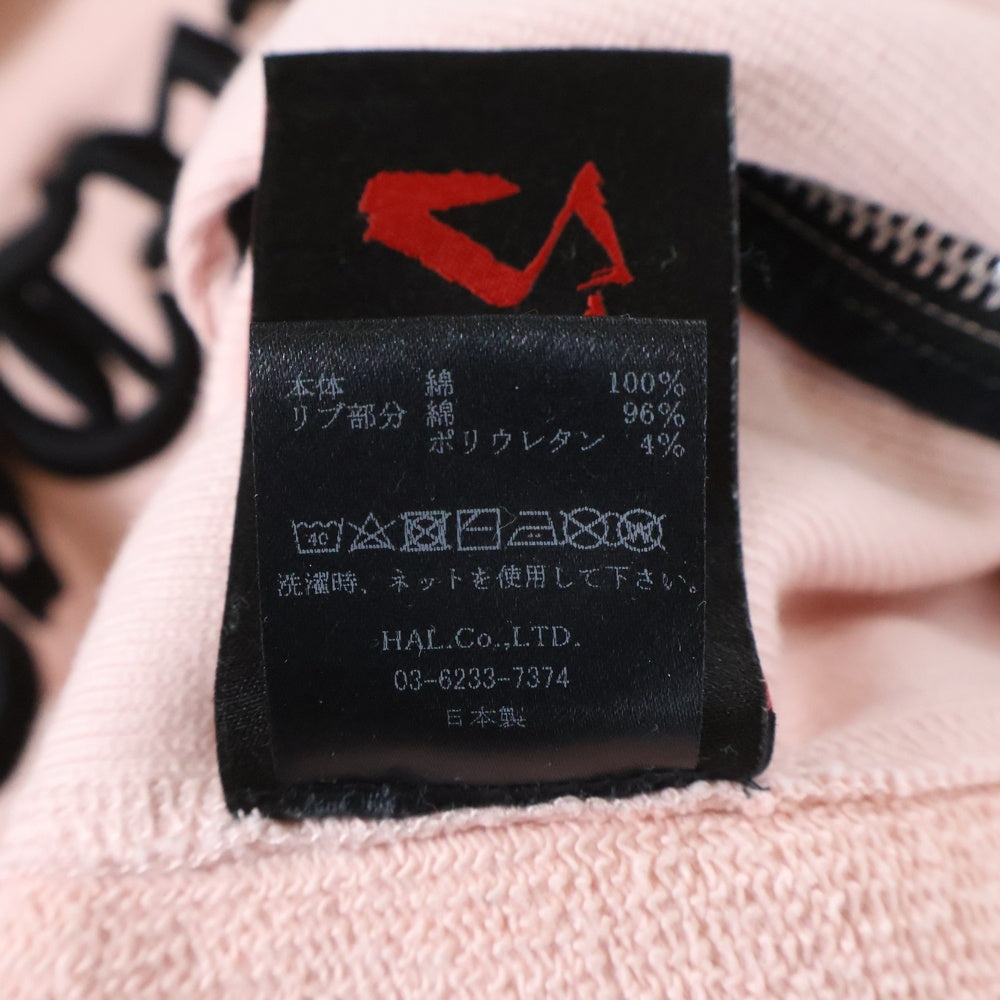 本体 綿 100%
リブ部分 綿 96%
ポリウレタン 4%
40
洗濯時、ネットを使用して下さい。
HAL.Co.,LTD.
03-6233-7374
日本製